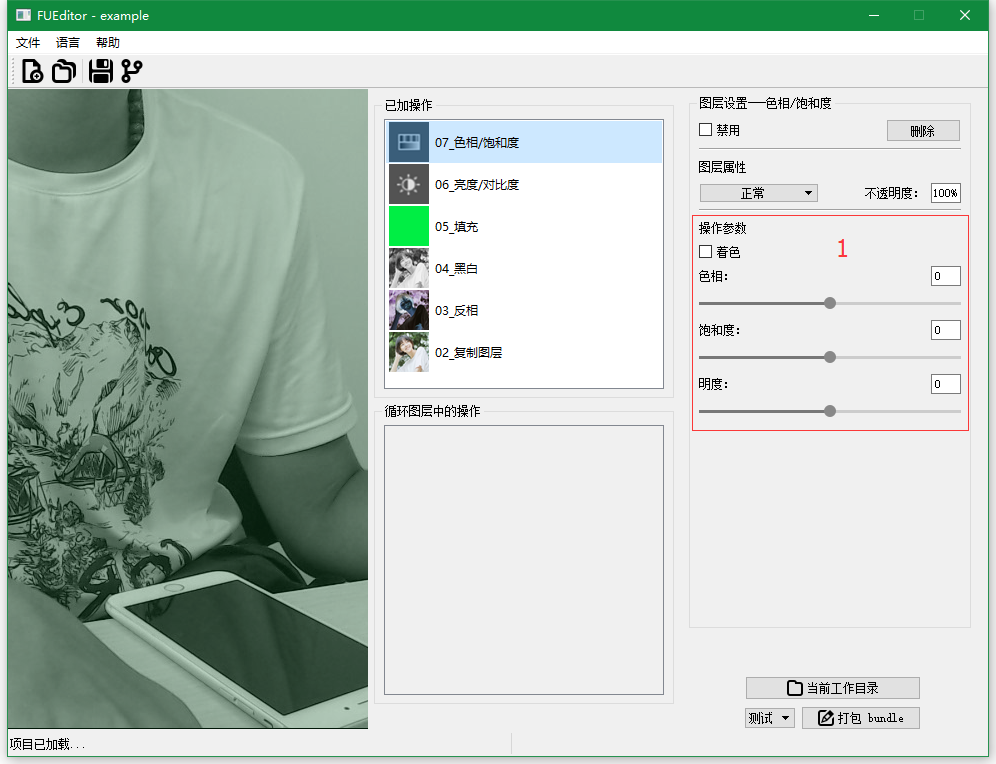 FUEditor - example
文件 语言 帮助
已加操作
07_色相/饱和度
06_亮度/对比度
05_填充
04_黑白
03_反相
02_复制图层
循环图层中的操作
图层设置——色相/饱和度
禁用 删除
图层属性
正常 不透明度： 100%
操作参数
1
着色
色相： 0
饱和度： 0
明度： 0
当前工作目录
测试 打包 bundle
项目已加载...